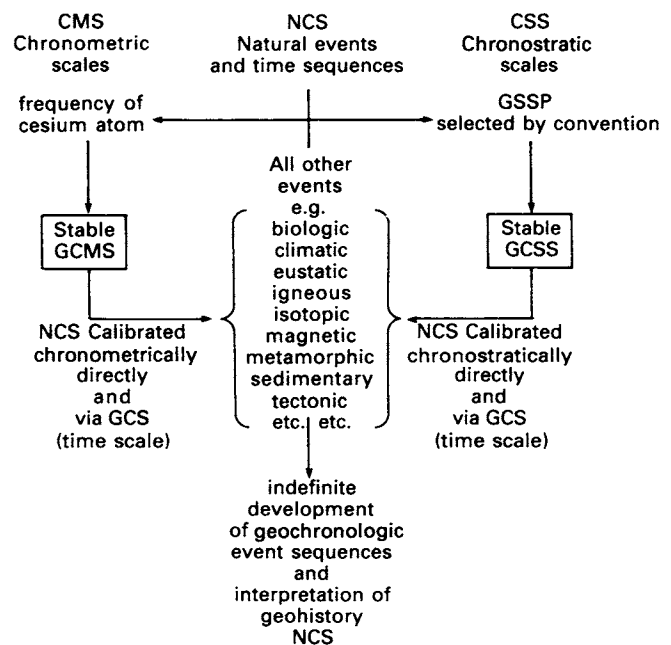 CMS
Chronometric
scales
NCS
Natural events
and time sequences
CSS
Chronostratic
scales
frequency of
cesium atom
GSSP
selected by convention
All other
events
e.g.
biologic
climatic
eustatic
igneous
isotopic
magnetic
metamorphic
sedimentary
tectonic
etc. etc.
Stable
GCMS
Stable
GCSS
NCS Calibrated
chronometrically
directly
and
via GCS
(time scale)
NCS Calibrated
chronostratically
directly
and
via GCS
(time scale)
indefinite
development
of geochronologic
event sequences
and
interpretation of
geohistory
NCS